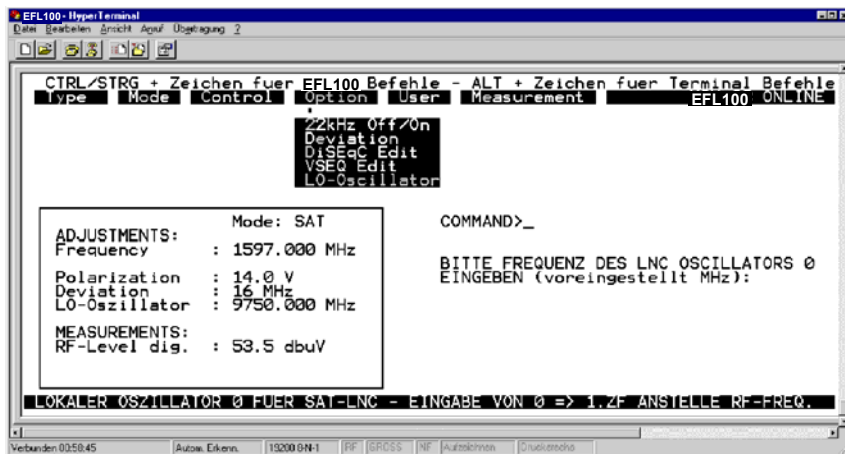 EFL100 - HyperTerminal
Datei Bearbeiten Ansicht Anruf Übertragung ?
CTRL/STRG + Zeichen fuer EFL100 Befehle - ALT + Zeichen fuer Terminal Befehle
Type Mode Control Option User Measurement EFL100 ONLINE
22kHz Off/On
Deviation
DiSEqC Edit
VSEQ Edit
LO-Oscillator
Mode: SAT
ADJUSTMENTS:
Frequency : 1597.000 MHz
Polarization : 14.0 V
Deviation : 16 MHz
LO-Oszillator : 9750.000 MHz
MEASUREMENTS:
RF-Level dig. : 53.5 dbuV
COMMAND>_
BITTE FREQUENZ DES LNC OSCILLATORS 0
EINGEBEN (voreingestellt MHz):
LOKALER OSZILLATOR 0 FUER SAT-LNC - EINGABE VON 0 => 1.ZF ANSTELLE RF-FREQ.
Verbunden 00:50:45 Autom. Erkenn. 19200 8-N-1 RF GROSS NF Aufzeichnen Druckerecho